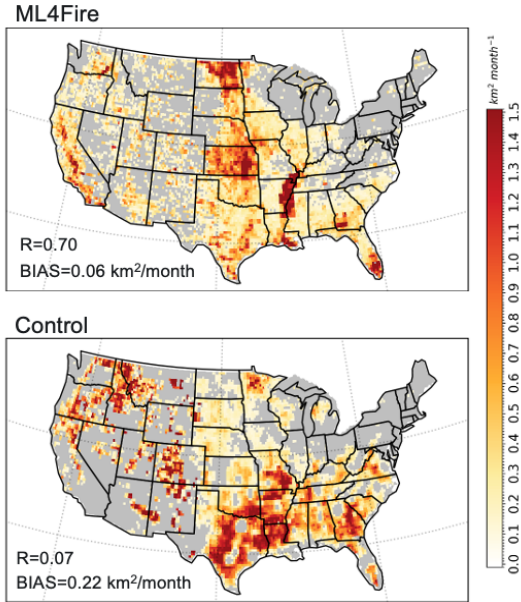 ML4Fire
R=0.70
BIAS=0.06 km²/month
Control
R=0.07
BIAS=0.22 km²/month
km² month⁻¹
1.5
1.4
1.3
1.2
1.1
1.0
0.9
0.8
0.7
0.6
0.5
0.4
0.3
0.2
0.1
0.0